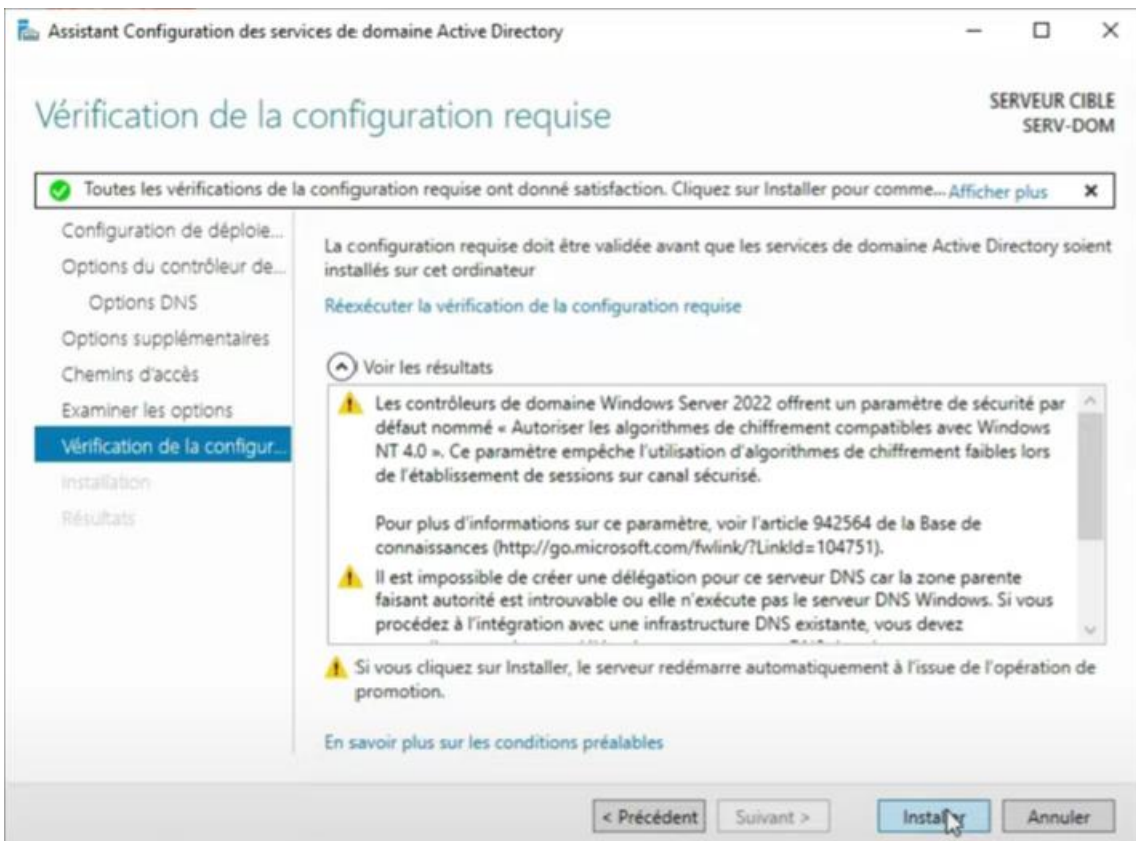 Assistant Configuration des services de domaine Active Directory
Vérification de la configuration requise
SERVEUR CIBLE
SERV-DOM
Toutes les vérifications de la configuration requise ont donné satisfaction. Cliquez sur Installer pour comme... Afficher plus
Configuration de déploie...
Options du contrôleur de...
Options DNS
Options supplémentaires
Chemins d'accès
Examiner les options
Vérification de la configur...
Installation
Résultats
La configuration requise doit être validée avant que les services de domaine Active Directory soient
installés sur cet ordinateur
Réexécuter la vérification de la configuration requise
Voir les résultats
Les contrôleurs de domaine Windows Server 2022 offrent un paramètre de sécurité par
défaut nommé « Autoriser les algorithmes de chiffrement compatibles avec Windows
NT 4.0 ». Ce paramètre empêche l'utilisation d'algorithmes de chiffrement faibles lors
de l'établissement de sessions sur canal sécurisé.
Pour plus d'informations sur ce paramètre, voir l'article 942564 de la Base de
connaissances (http://go.microsoft.com/fwlink/?LinkId=104751).
Il est impossible de créer une délégation pour ce serveur DNS car la zone parente
faisant autorité est introuvable ou elle n'exécute pas le serveur DNS Windows. Si vous
procédez à l'intégration avec une infrastructure DNS existante, vous devez
Si vous cliquez sur Installer, le serveur redémarre automatiquement à l'issue de l'opération de
promotion.
En savoir plus sur les conditions préalables
< Précédent
Suivant >
Installer
Annuler